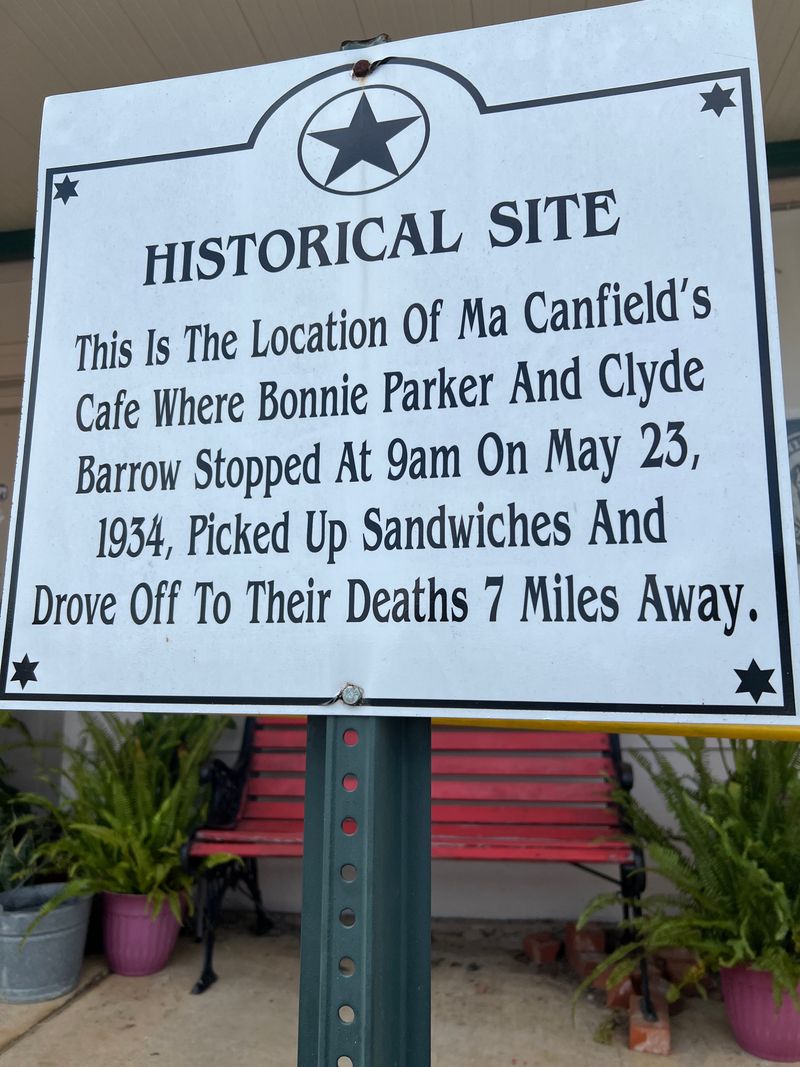 HISTORICAL SITE
This Is The Location Of Ma Canfield's
Cafe Where Bonnie Parker And Clyde
Barrow Stopped At 9am On May 23,
1934, Picked Up Sandwiches And
Drove Off To Their Deaths 7 Miles Away.